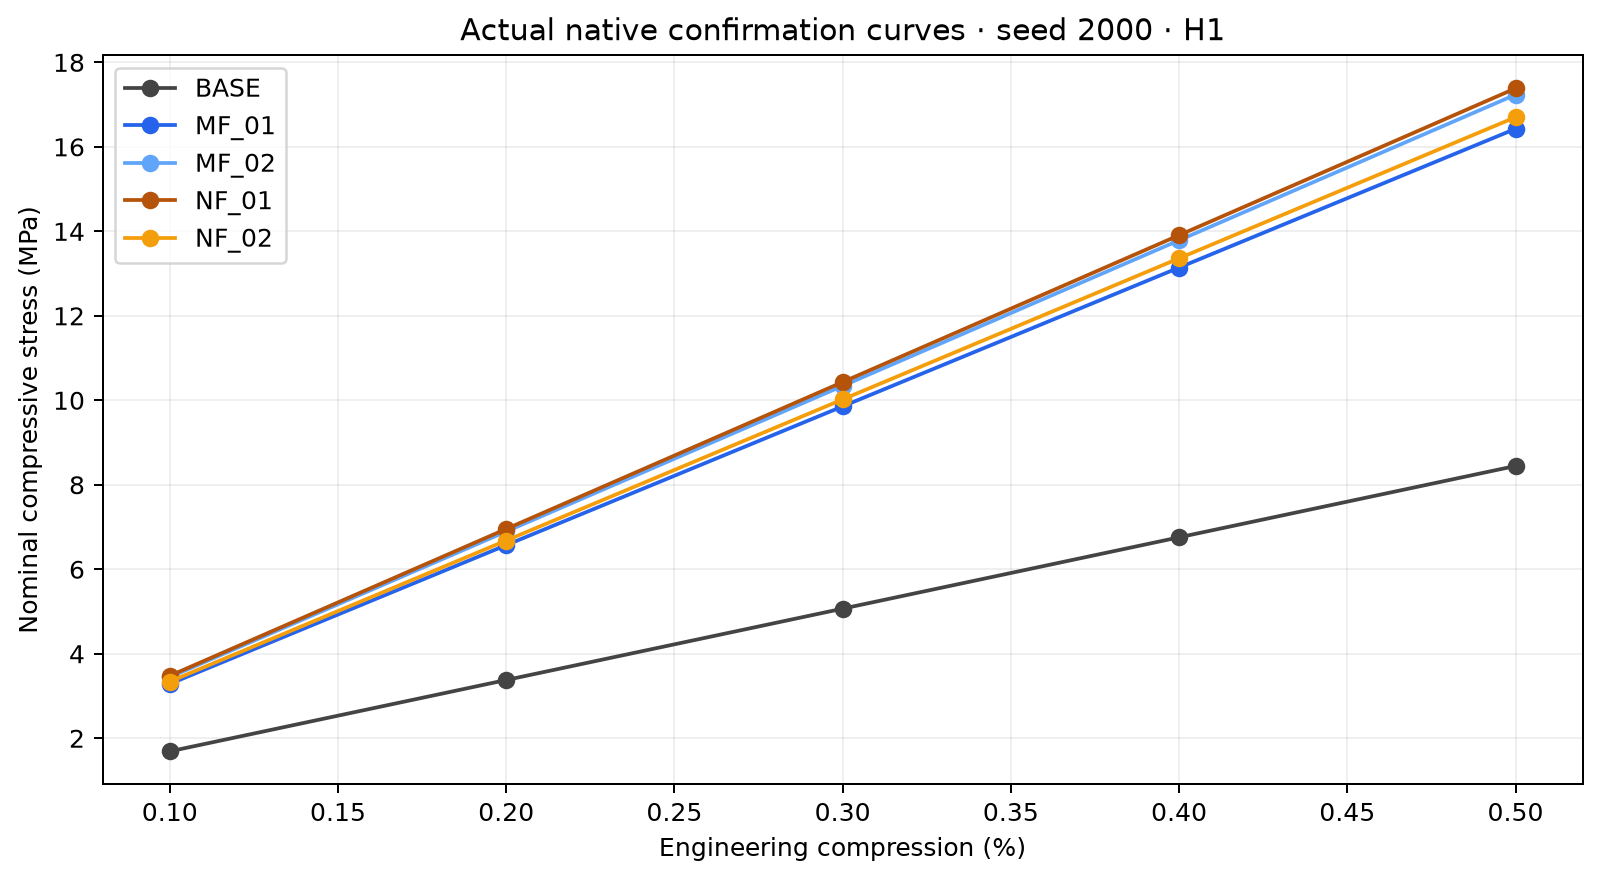 Actual native confirmation curves · seed 2000 · H1
Nominal compressive stress (MPa)
18
16
14
12
10
8
6
4
2
BASE
MF_01
MF_02
NF_01
NF_02
0.10 0.15 0.20 0.25 0.30 0.35 0.40 0.45 0.50
Engineering compression (%)